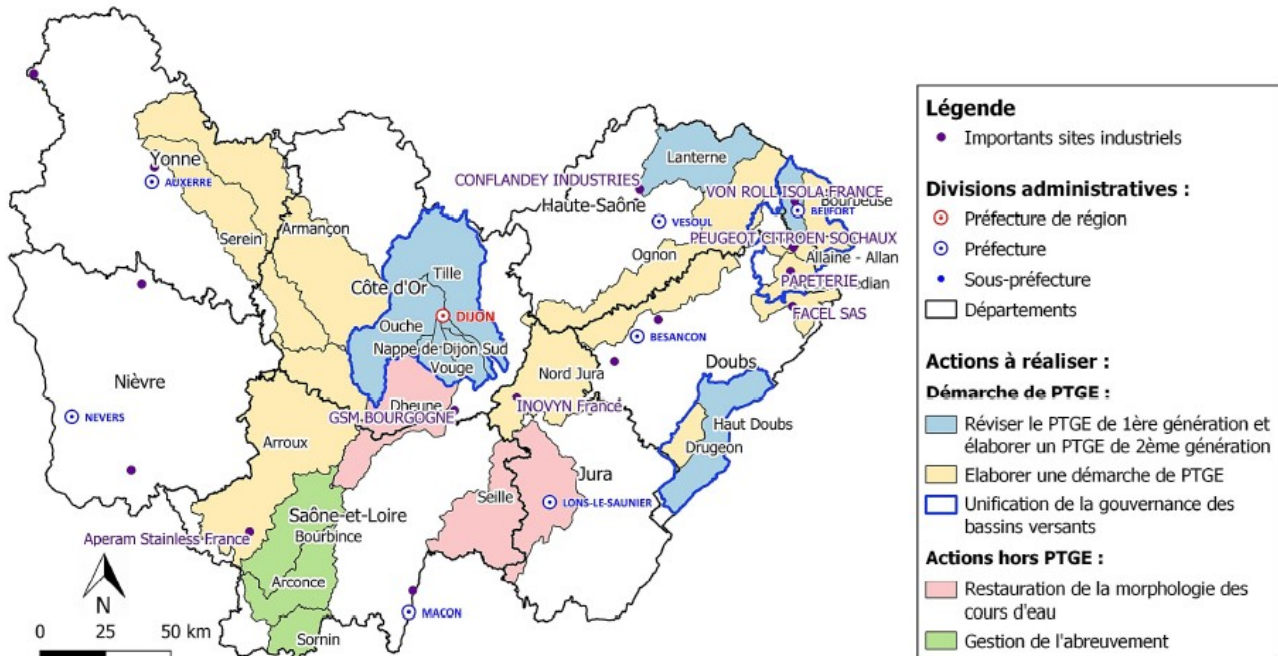 Lanterne
Yonne
CONFLANDEY INDUSTRIES
VON ROLL ISOLA FRANCE
AUXERRE
Haute-Saône
Bourbeuse
BELFORT
VESOUL
Serein
Armançon
PEUGEOT CITROEN SOCHAUX
Ognon
Allaine - Allan
Tille
Côte d'Or
PAPETERIE
DIJON
FACEL SAS
Ouche
BESANCON
Nappe de Dijon Sud
Vouge
Doubs
Nièvre
Nord Jura
NEVERS
Dheune
INOVYN France
GSM BOURGOGNE
Haut Doubs
Arroux
Drugeon
Jura
Seille
LONS-LE-SAUNIER
Saône-et-Loire
Aperam Stainless France
Bourbince
Arconce
N
MACON
0 25 50 km
Sornin
Légende
Importants sites industriels
Divisions administratives :
Préfecture de région
Préfecture
Sous-préfecture
Départements
Actions à réaliser :
Démarche de PTGE :
Réviser le PTGE de 1ère génération et
élaborer un PTGE de 2ème génération
Elaborer une démarche de PTGE
Unification de la gouvernance des
bassins versants
Actions hors PTGE :
Restauration de la morphologie des
cours d'eau
Gestion de l'abreuvement